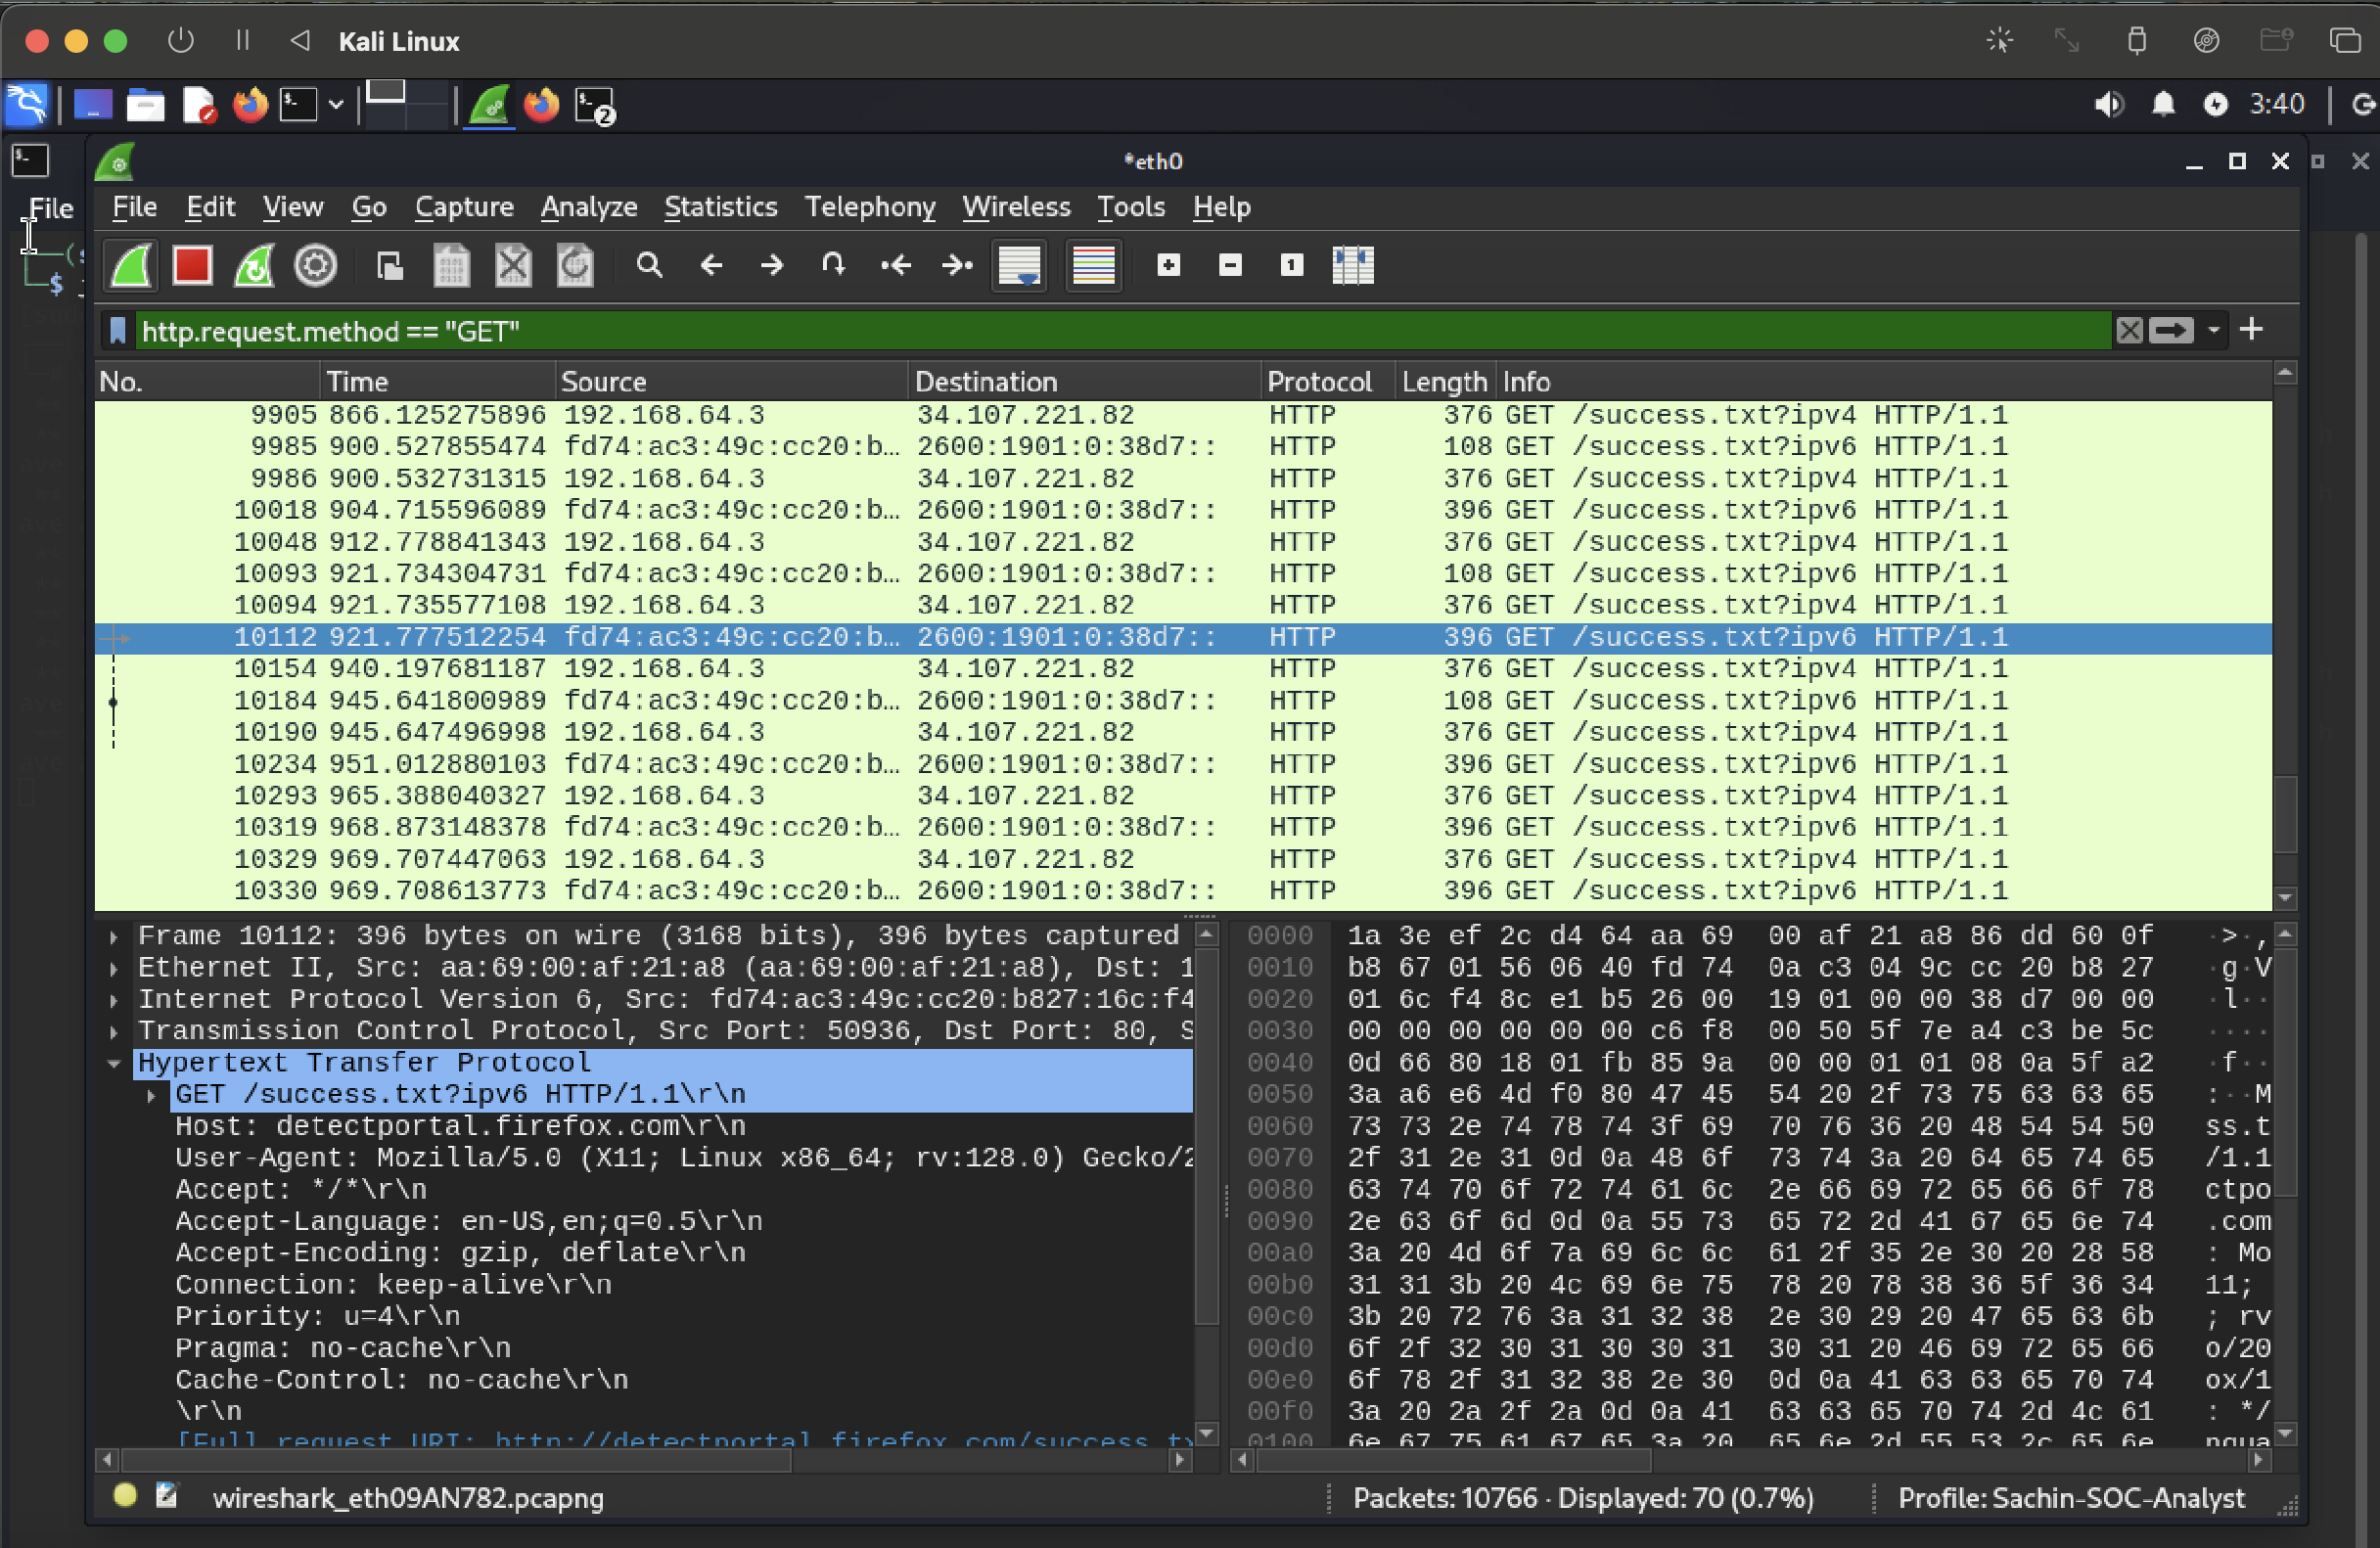 Kali Linux
2
3:40
*eth0
File
File Edit View Go Capture Analyze Statistics Telephony Wireless Tools Help
http.request.method == "GET"
No. Time Source Destination Protocol Length Info
9905 866.125275896 192.168.64.3 34.107.221.82 HTTP 376 GET /success.txt?ipv4 HTTP/1.1
9985 900.527855474 fd74:ac3:49c:cc20:b… 2600:1901:0:38d7:: HTTP 108 GET /success.txt?ipv6 HTTP/1.1
9986 900.532731315 192.168.64.3 34.107.221.82 HTTP 376 GET /success.txt?ipv4 HTTP/1.1
10018 904.715596089 fd74:ac3:49c:cc20:b… 2600:1901:0:38d7:: HTTP 396 GET /success.txt?ipv6 HTTP/1.1
10048 912.778841343 192.168.64.3 34.107.221.82 HTTP 376 GET /success.txt?ipv4 HTTP/1.1
10093 921.734304731 fd74:ac3:49c:cc20:b… 2600:1901:0:38d7:: HTTP 108 GET /success.txt?ipv6 HTTP/1.1
10094 921.735577108 192.168.64.3 34.107.221.82 HTTP 376 GET /success.txt?ipv4 HTTP/1.1
10112 921.777512254 fd74:ac3:49c:cc20:b… 2600:1901:0:38d7:: HTTP 396 GET /success.txt?ipv6 HTTP/1.1
10154 940.197681187 192.168.64.3 34.107.221.82 HTTP 376 GET /success.txt?ipv4 HTTP/1.1
10184 945.641800989 fd74:ac3:49c:cc20:b… 2600:1901:0:38d7:: HTTP 108 GET /success.txt?ipv6 HTTP/1.1
10190 945.647496998 192.168.64.3 34.107.221.82 HTTP 376 GET /success.txt?ipv4 HTTP/1.1
10234 951.012880103 fd74:ac3:49c:cc20:b… 2600:1901:0:38d7:: HTTP 396 GET /success.txt?ipv6 HTTP/1.1
10293 965.388040327 192.168.64.3 34.107.221.82 HTTP 376 GET /success.txt?ipv4 HTTP/1.1
10319 968.873148378 fd74:ac3:49c:cc20:b… 2600:1901:0:38d7:: HTTP 396 GET /success.txt?ipv6 HTTP/1.1
10329 969.707447063 192.168.64.3 34.107.221.82 HTTP 376 GET /success.txt?ipv4 HTTP/1.1
10330 969.708613773 fd74:ac3:49c:cc20:b… 2600:1901:0:38d7:: HTTP 396 GET /success.txt?ipv6 HTTP/1.1
Frame 10112: 396 bytes on wire (3168 bits), 396 bytes captured
Ethernet II, Src: aa:69:00:af:21:a8 (aa:69:00:af:21:a8), Dst: 1
Internet Protocol Version 6, Src: fd74:ac3:49c:cc20:b827:16c:f4
Transmission Control Protocol, Src Port: 50936, Dst Port: 80, S
Hypertext Transfer Protocol
GET /success.txt?ipv6 HTTP/1.1\r\n
Host: detectportal.firefox.com\r\n
User-Agent: Mozilla/5.0 (X11; Linux x86_64; rv:128.0) Gecko/2
Accept: */*\r\n
Accept-Language: en-US,en;q=0.5\r\n
Accept-Encoding: gzip, deflate\r\n
Connection: keep-alive\r\n
Priority: u=4\r\n
Pragma: no-cache\r\n
Cache-Control: no-cache\r\n
\r\n
[Full request URI: http://detectportal.firefox.com/success.tx
0000 1a 3e ef 2c d4 64 aa 69 00 af 21 a8 86 dd 60 0f ·>·,
0010 b8 67 01 56 06 40 fd 74 0a c3 04 9c cc 20 b8 27 ·g·V
0020 01 6c f4 8c e1 b5 26 00 19 01 00 00 38 d7 00 00 ·l··
0030 00 00 00 00 00 00 c6 f8 00 50 5f 7e a4 c3 be 5c ····
0040 0d 66 80 18 01 fb 85 9a 00 00 01 01 08 0a 5f a2 ·f··
0050 3a a6 e6 4d f0 80 47 45 54 20 2f 73 75 63 63 65 :··M
0060 73 73 2e 74 78 74 3f 69 70 76 36 20 48 54 54 50 ss.t
0070 2f 31 2e 31 0d 0a 48 6f 73 74 3a 20 64 65 74 65 /1.1
0080 63 74 70 6f 72 74 61 6c 2e 66 69 72 65 66 6f 78 ctpo
0090 2e 63 6f 6d 0d 0a 55 73 65 72 2d 41 67 65 6e 74 .com
00a0 3a 20 4d 6f 7a 69 6c 6c 61 2f 35 2e 30 20 28 58 : Mo
00b0 31 31 3b 20 4c 69 6e 75 78 20 78 38 36 5f 36 34 11;
00c0 3b 20 72 76 3a 31 32 38 2e 30 29 20 47 65 63 6b ; rv
00d0 6f 2f 32 30 31 30 30 31 30 31 20 46 69 72 65 66 o/20
00e0 6f 78 2f 31 32 38 2e 30 0d 0a 41 63 63 65 70 74 ox/1
00f0 3a 20 2a 2f 2a 0d 0a 41 63 63 65 70 74 2d 4c 61 : */
0100 6e 67 75 61 67 65 3a 20 65 6e 2d 55 53 2c 65 6e ngua
wireshark_eth09AN782.pcapng
Packets: 10766 · Displayed: 70 (0.7%)
Profile: Sachin-SOC-Analyst